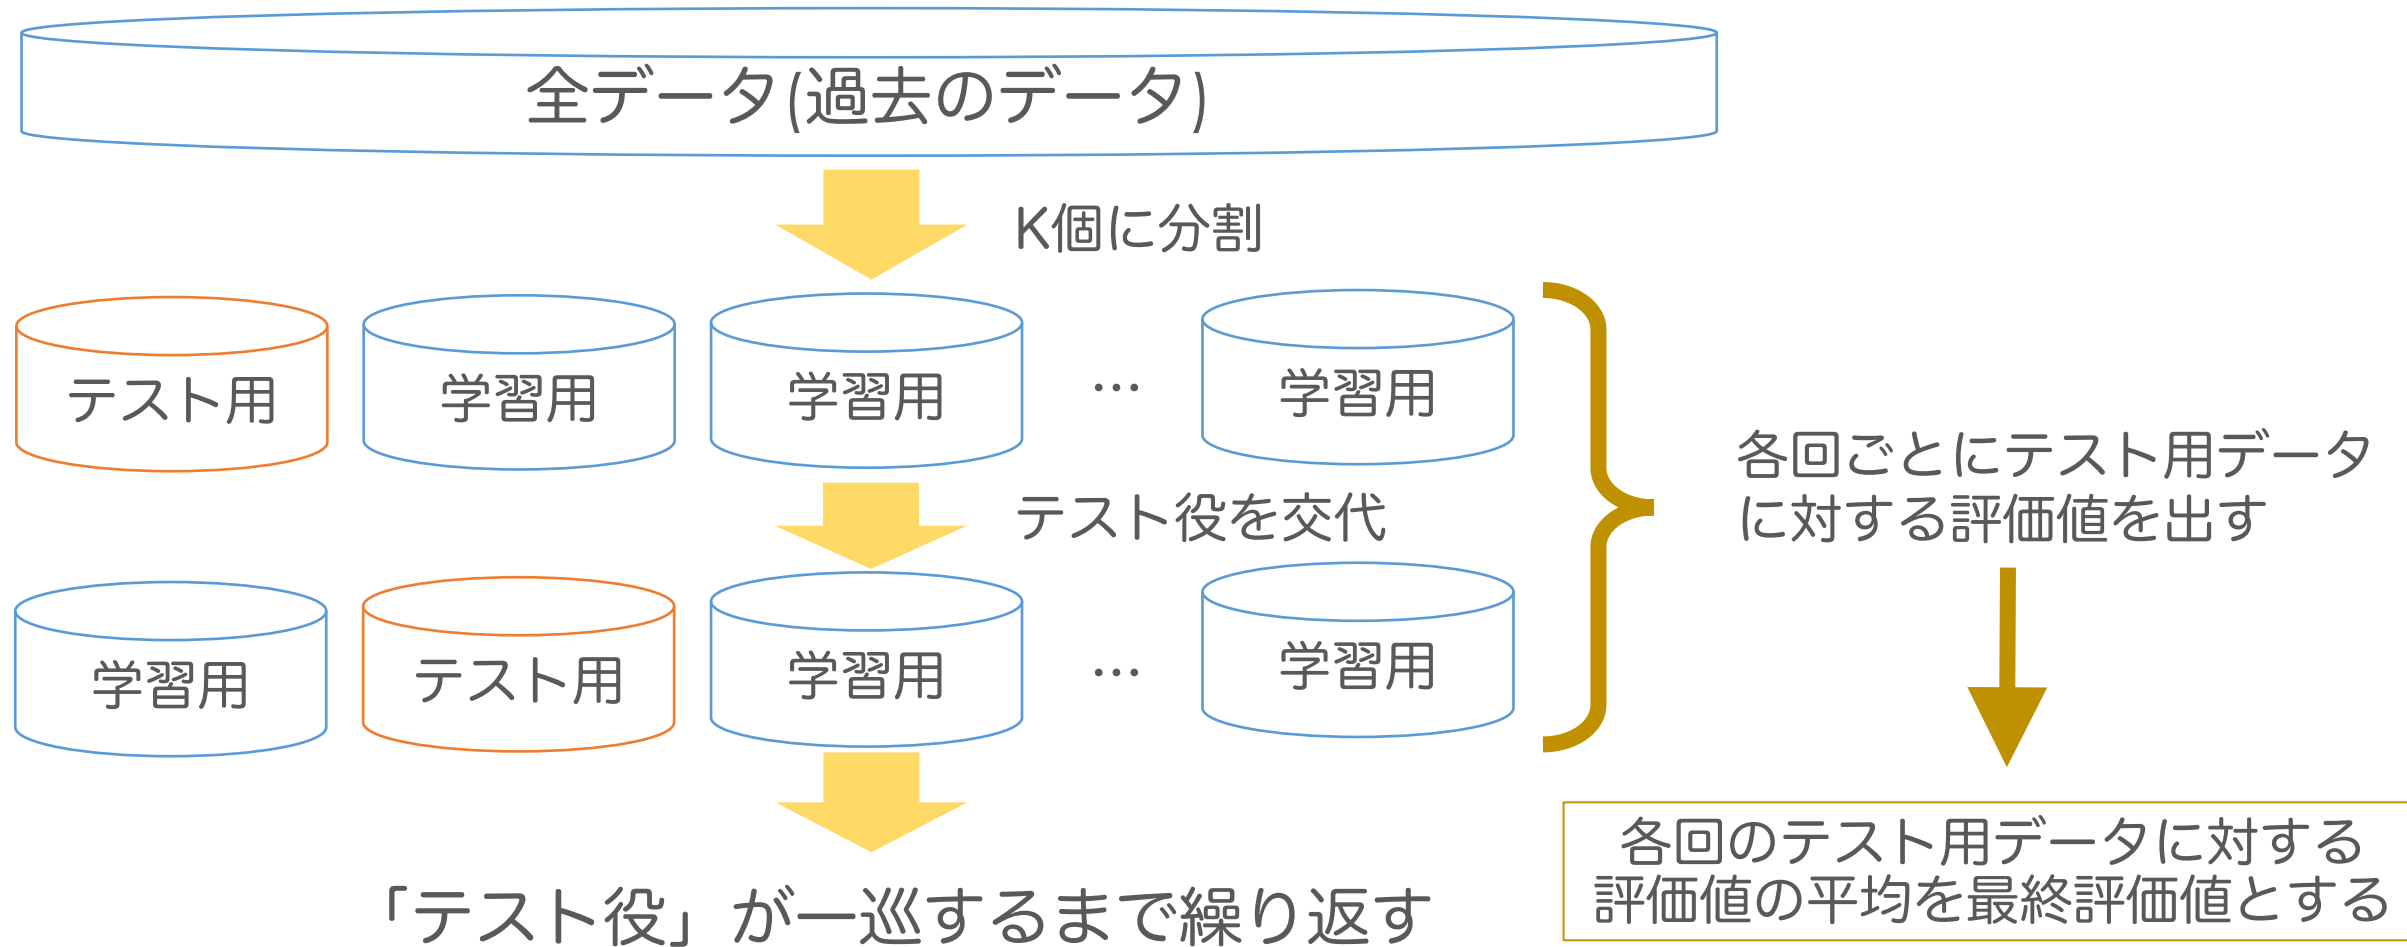 全データ(過去のデータ)
K個に分割
テスト用
学習用
学習用
…
学習用
テスト役を交代
学習用
テスト用
学習用
…
学習用
「テスト役」が一巡するまで繰り返す
各回ごとにテスト用データ
に対する評価値を出す
各回のテスト用データに対する
評価値の平均を最終評価値とする